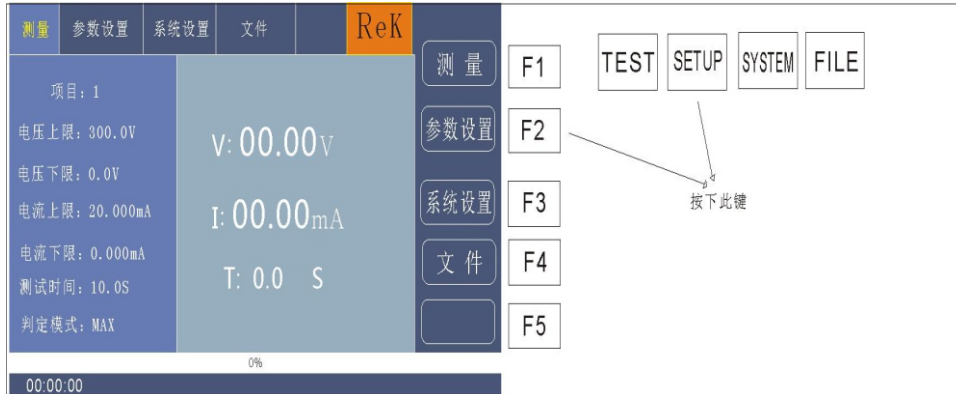 测量 参数设置 系统设置 文件 ReK
项目: 1
电压上限: 300.0V
电压下限: 0.0V
电流上限: 20.000mA
电流下限: 0.000mA
测试时间: 10.0S
判定模式: MAX
V: 00.00V
I: 00.00mA
T: 0.0 S
测 量
参数设置
系统设置
文 件
F1
F2
F3
F4
F5
TEST SETUP SYSTEM FILE
按下此键
0%
00:00:00